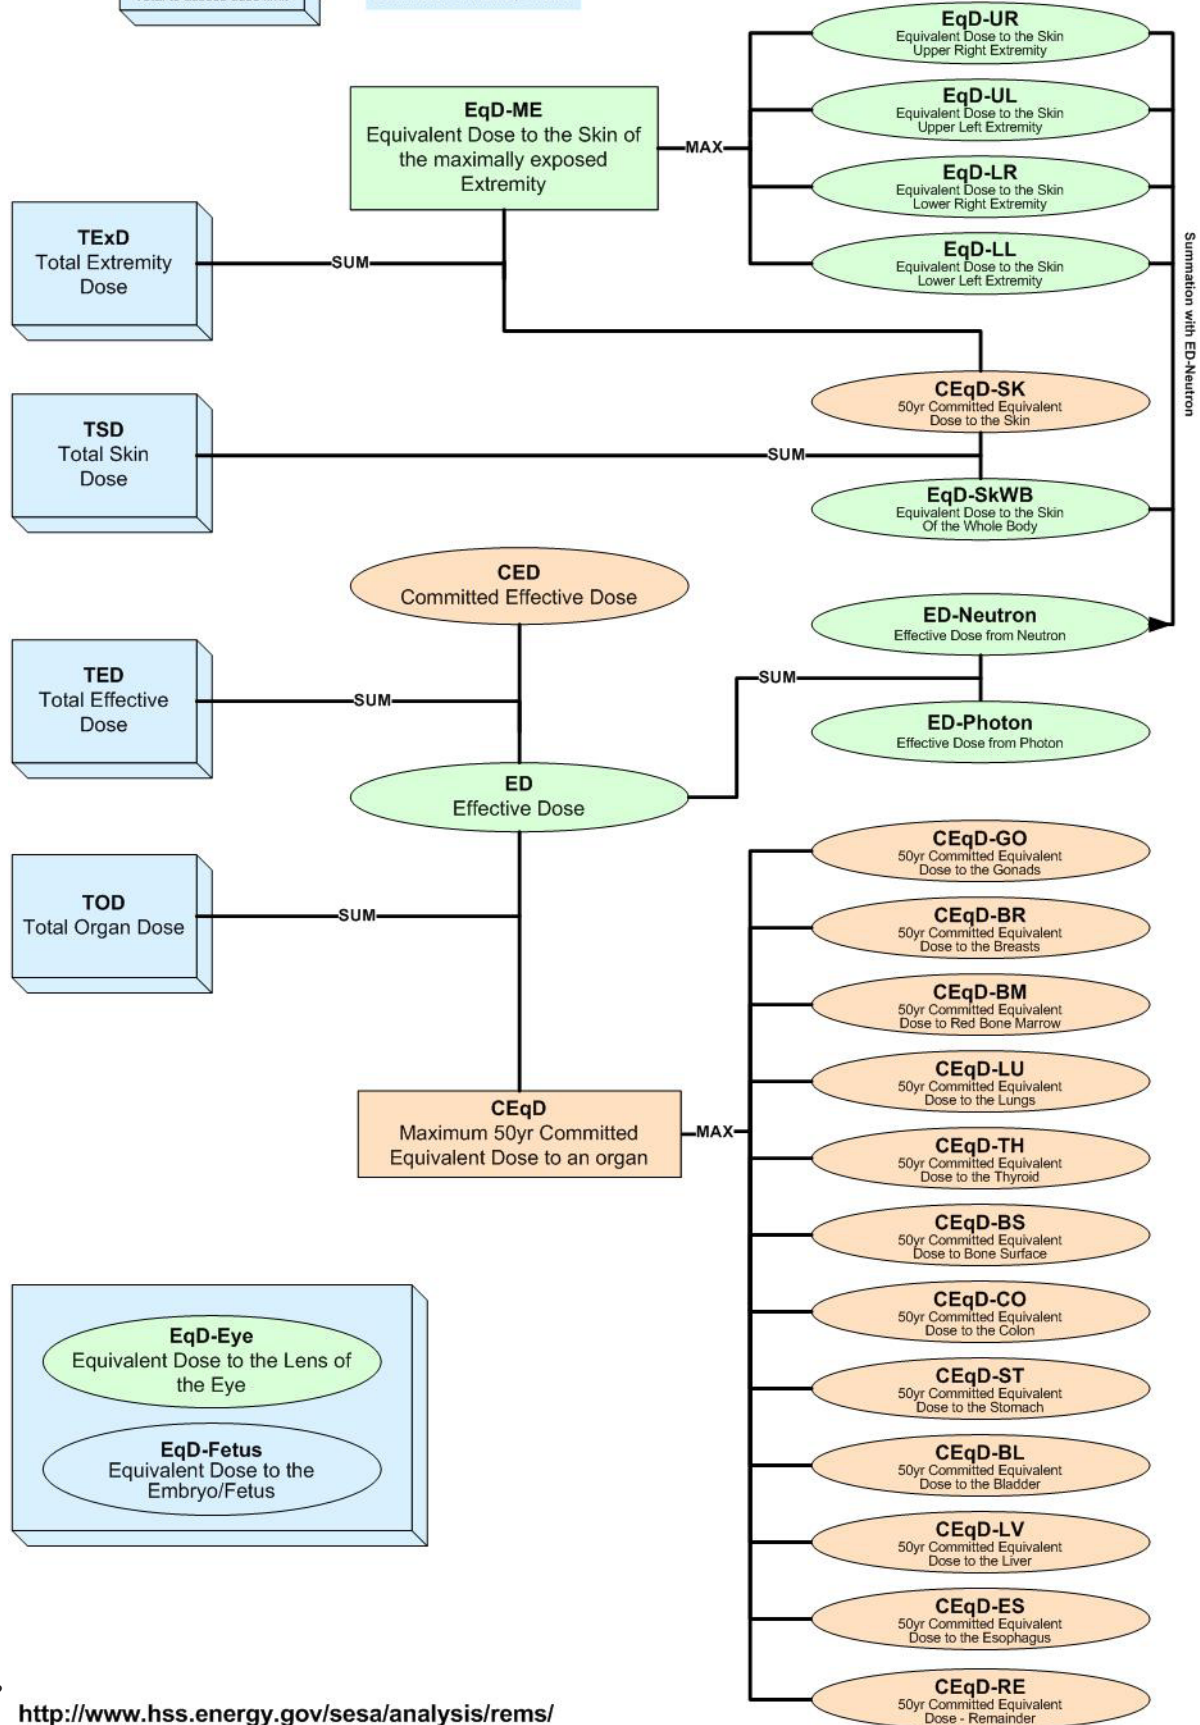 EqD-UR
Equivalent Dose to the Skin
Upper Right Extremity
EqD-ME
Equivalent Dose to the Skin of
the maximally exposed
Extremity
MAX
EqD-UL
Equivalent Dose to the Skin
Upper Left Extremity
EqD-LR
Equivalent Dose to the Skin
Lower Right Extremity
EqD-LL
Equivalent Dose to the Skin
Lower Left Extremity
Summation with ED-Neutron
TExD
Total Extremity
Dose
SUM
CEqD-SK
50yr Committed Equivalent
Dose to the Skin
TSD
Total Skin
Dose
SUM
EqD-SkWB
Equivalent Dose to the Skin
Of the Whole Body
CED
Committed Effective Dose
ED-Neutron
Effective Dose from Neutron
TED
Total Effective
Dose
SUM
SUM
ED-Photon
Effective Dose from Photon
ED
Effective Dose
TOD
Total Organ Dose
SUM
CEqD
Maximum 50yr Committed
Equivalent Dose to an organ
MAX
CEqD-GO
50yr Committed Equivalent
Dose to the Gonads
CEqD-BR
50yr Committed Equivalent
Dose to the Breasts
CEqD-BM
50yr Committed Equivalent
Dose to Red Bone Marrow
CEqD-LU
50yr Committed Equivalent
Dose to the Lungs
CEqD-TH
50yr Committed Equivalent
Dose to the Thyroid
CEqD-BS
50yr Committed Equivalent
Dose to Bone Surface
CEqD-CO
50yr Committed Equivalent
Dose to the Colon
CEqD-ST
50yr Committed Equivalent
Dose to the Stomach
CEqD-BL
50yr Committed Equivalent
Dose to the Bladder
CEqD-LV
50yr Committed Equivalent
Dose to the Liver
CEqD-ES
50yr Committed Equivalent
Dose to the Esophagus
CEqD-RE
50yr Committed Equivalent
Dose - Remainder
EqD-Eye
Equivalent Dose to the Lens of
the Eye
EqD-Fetus
Equivalent Dose to the
Embryo/Fetus
http://www.hss.energy.gov/sesa/analysis/rems/